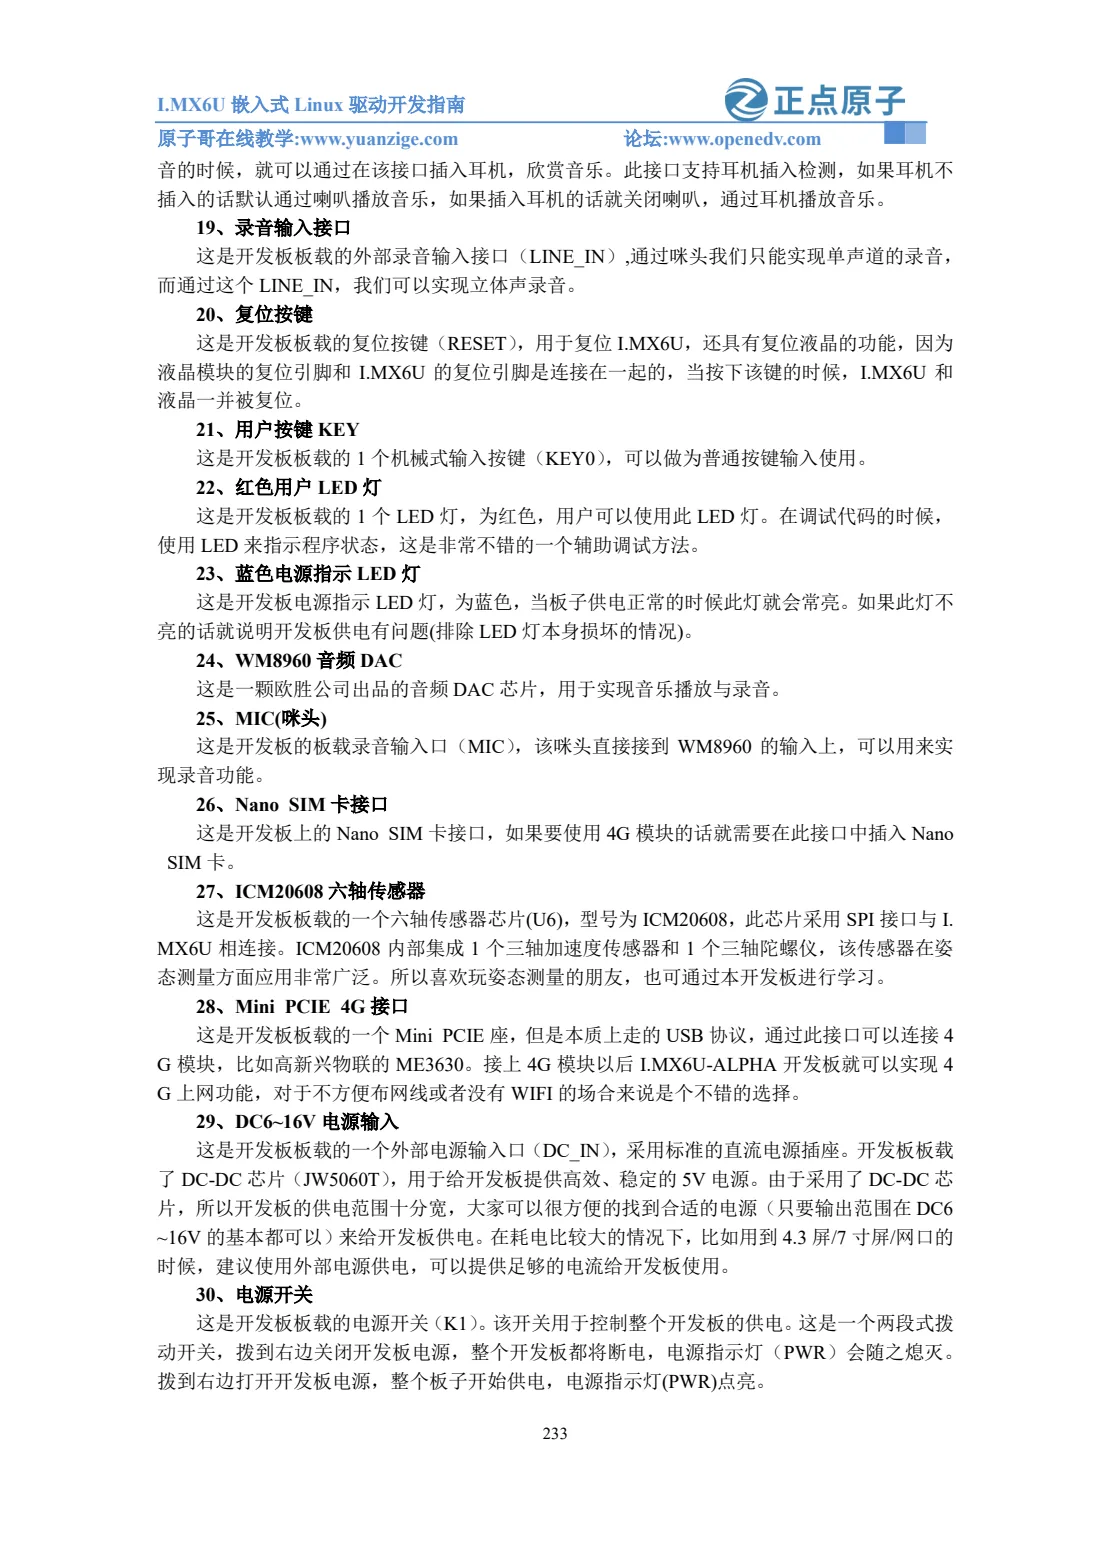 I.MX6U 嵌入式 Linux 驱动开发指南
正点原子
原子哥在线教学:www.yuanzige.com 论坛:www.openedv.com
音的时候，就可以通过在该接口插入耳机，欣赏音乐。此接口支持耳机插入检测，如果耳机不
插入的话默认通过喇叭播放音乐，如果插入耳机的话就关闭喇叭，通过耳机播放音乐。
19、录音输入接口
这是开发板板载的外部录音输入接口（LINE_IN）,通过咪头我们只能实现单声道的录音，
而通过这个 LINE_IN，我们可以实现立体声录音。
20、复位按键
这是开发板板载的复位按键（RESET），用于复位 I.MX6U，还具有复位液晶的功能，因为
液晶模块的复位引脚和 I.MX6U 的复位引脚是连接在一起的，当按下该键的时候，I.MX6U 和
液晶一并被复位。
21、用户按键 KEY
这是开发板板载的 1 个机械式输入按键（KEY0），可以做为普通按键输入使用。
22、红色用户 LED 灯
这是开发板板载的 1 个 LED 灯，为红色，用户可以使用此 LED 灯。在调试代码的时候，
使用 LED 来指示程序状态，这是非常不错的一个辅助调试方法。
23、蓝色电源指示 LED 灯
这是开发板电源指示 LED 灯，为蓝色，当板子供电正常的时候此灯就会常亮。如果此灯不
亮的话就说明开发板供电有问题(排除 LED 灯本身损坏的情况)。
24、WM8960 音频 DAC
这是一颗欧胜公司出品的音频 DAC 芯片，用于实现音乐播放与录音。
25、MIC(咪头)
这是开发板的板载录音输入口（MIC），该咪头直接接到 WM8960 的输入上，可以用来实
现录音功能。
26、Nano SIM 卡接口
这是开发板上的 Nano SIM 卡接口，如果要使用 4G 模块的话就需要在此接口中插入 Nano
SIM 卡。
27、ICM20608 六轴传感器
这是开发板板载的一个六轴传感器芯片(U6)，型号为 ICM20608，此芯片采用 SPI 接口与 I.
MX6U 相连接。ICM20608 内部集成 1 个三轴加速度传感器和 1 个三轴陀螺仪，该传感器在姿
态测量方面应用非常广泛。所以喜欢玩姿态测量的朋友，也可通过本开发板进行学习。
28、Mini PCIE 4G 接口
这是开发板板载的一个 Mini PCIE 座，但是本质上走的 USB 协议，通过此接口可以连接 4
G 模块，比如高新兴物联的 ME3630。接上 4G 模块以后 I.MX6U-ALPHA 开发板就可以实现 4
G 上网功能，对于不方便布网线或者没有 WIFI 的场合来说是个不错的选择。
29、DC6~16V 电源输入
这是开发板板载的一个外部电源输入口（DC_IN），采用标准的直流电源插座。开发板板载
了 DC-DC 芯片（JW5060T），用于给开发板提供高效、稳定的 5V 电源。由于采用了 DC-DC 芯
片，所以开发板的供电范围十分宽，大家可以很方便的找到合适的电源（只要输出范围在 DC6
~16V 的基本都可以）来给开发板供电。在耗电比较大的情况下，比如用到 4.3 屏/7 寸屏/网口的
时候，建议使用外部电源供电，可以提供足够的电流给开发板使用。
30、电源开关
这是开发板板载的电源开关（K1）。该开关用于控制整个开发板的供电。这是一个两段式拨
动开关，拨到右边关闭开发板电源，整个开发板都将断电，电源指示灯（PWR）会随之熄灭。
拨到右边打开开发板电源，整个板子开始供电，电源指示灯(PWR)点亮。
233